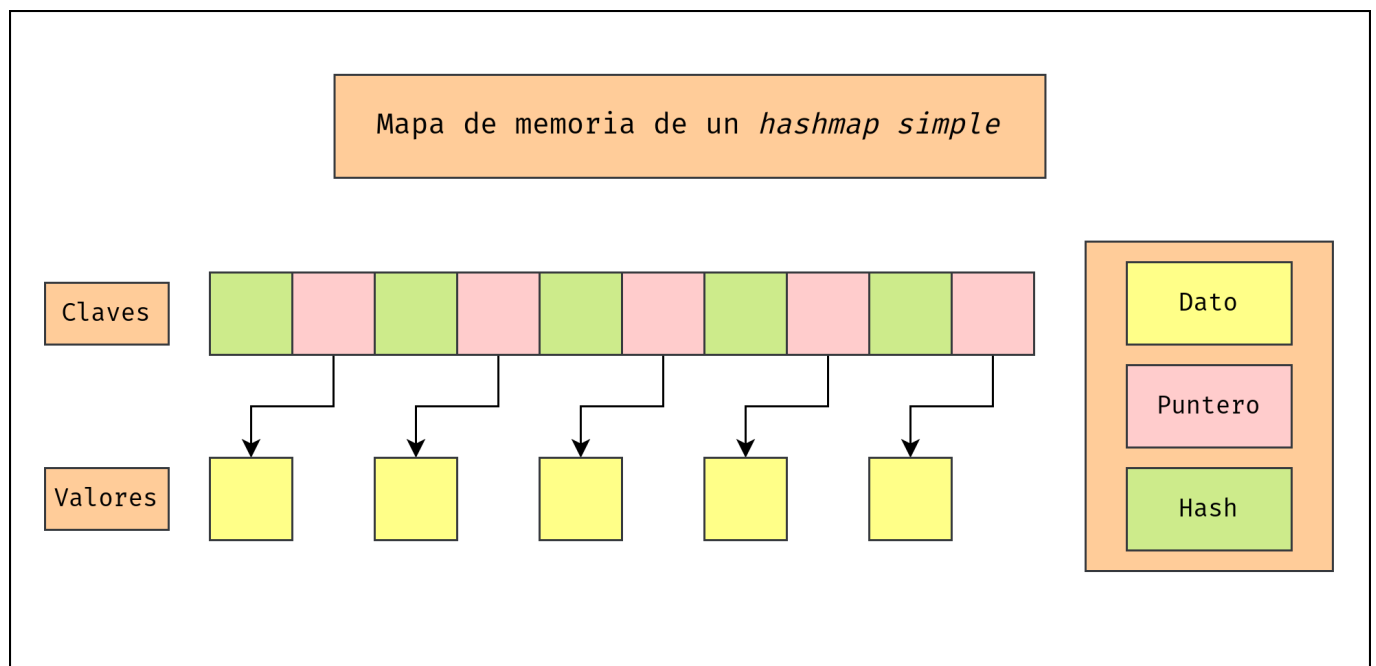 Mapa de memoria de un hashmap simple
Claves
Valores
Dato
Puntero
Hash